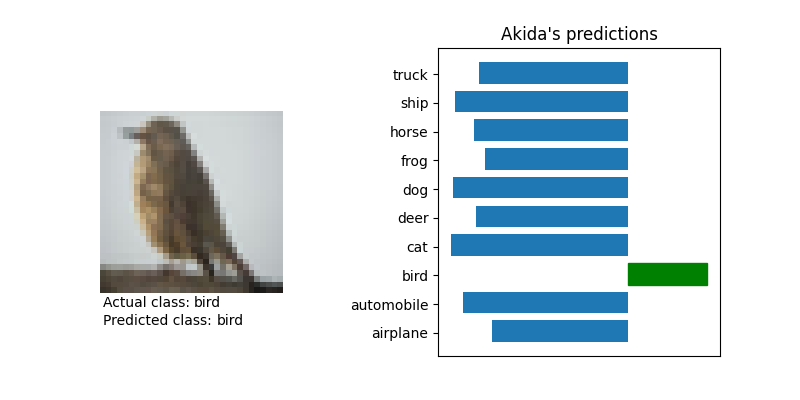 Akida's predictions
truck
ship
horse
frog
dog
deer
cat
bird
automobile
airplane
Actual class: bird
Predicted class: bird